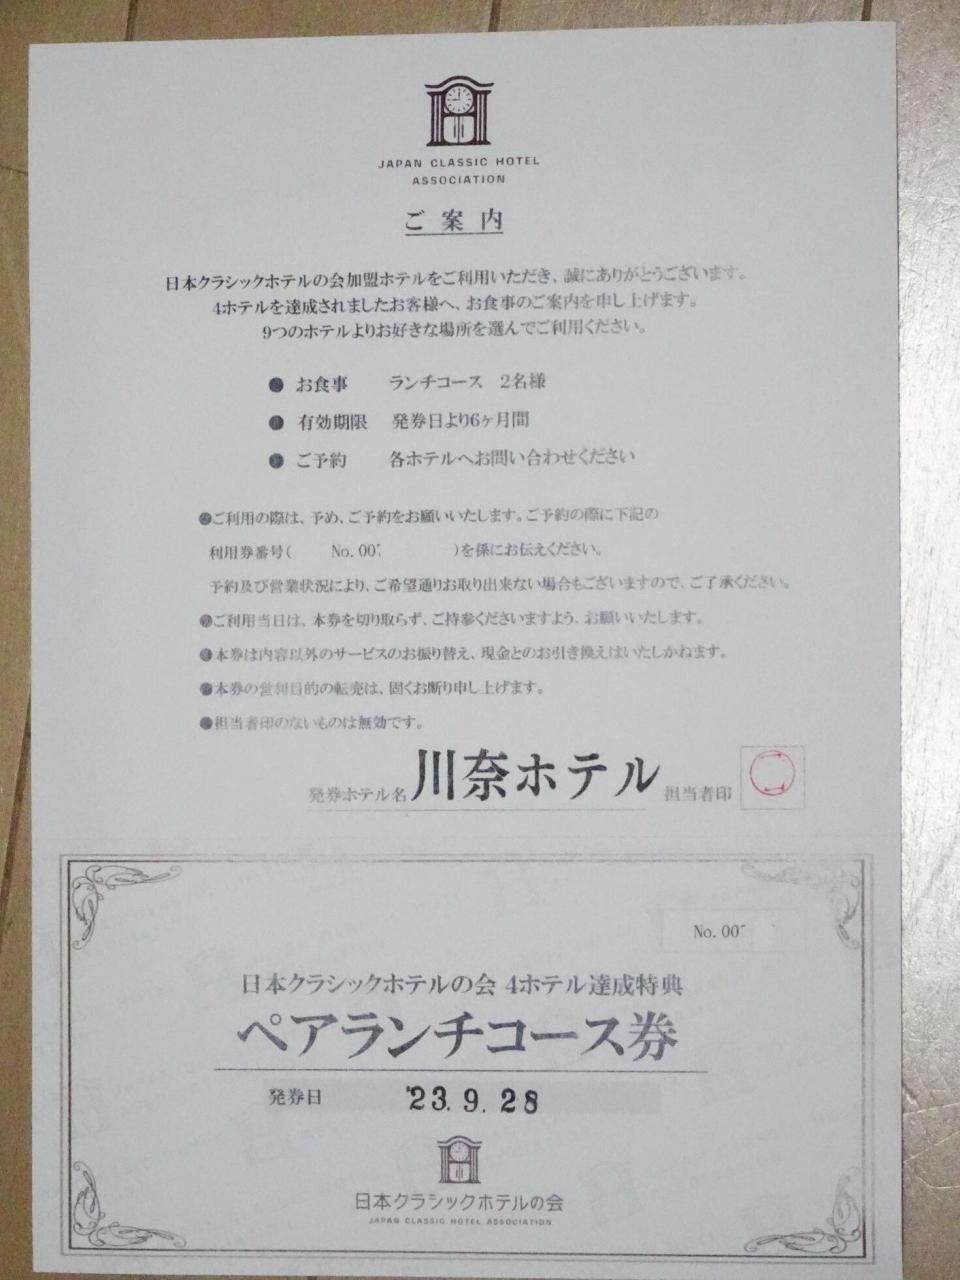 JAPAN CLASSIC HOTEL
ASSOCIATION
ご案内
日本クラシックホテルの会加盟ホテルをご利用いただき、誠にありがとうございます。
4ホテルを達成されましたお客様へ、お食事のご案内を申し上げます。
9つのホテルよりお好きな場所を選んでご利用ください。
● お食事 ランチコース 2名様
● 有効期限 発券日より6ヶ月間
● ご予約 各ホテルへお問い合わせください
●ご利用の際は、予め、ご予約をお願いいたします。ご予約の際に下記の
利用券番号( No.00 )を係にお伝えください。
予約及び営業状況により、ご希望通りお取り出来ない場合もございますので、ご了承ください。
●ご利用当日は、本券を切り取らず、ご持参くださいますよう、お願いいたします。
●本券は内容以外のサービスのお振り替え、現金とのお引き換えはいたしかねます。
●本券の営利目的の転売は、固くお断り申し上げます。
●担当者印のないものは無効です。
発券ホテル名 川奈ホテル 担当者印
No.00
日本クラシックホテルの会 4ホテル達成特典
ペアランチコース券
発券日 '23.9.28
日本クラシックホテルの会
JAPAN CLASSIC HOTEL ASSOCIATION